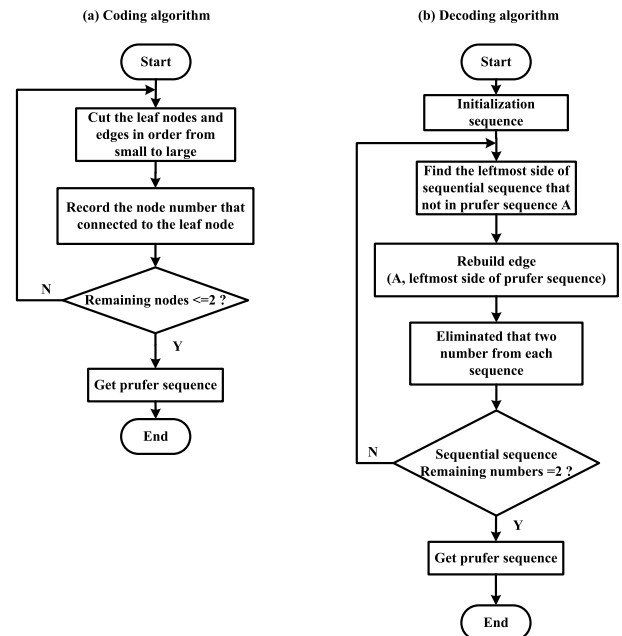 (a) Coding algorithm
Start
Cut the leaf nodes and
edges in order from
small to large
Record the node number that
connected to the leaf node
N
Remaining nodes <=2 ?
Y
Get prufer sequence
End
(b) Decoding algorithm
Start
Initialization
sequence
Find the leftmost side of
sequential sequence that
not in prufer sequence A
Rebuild edge
(A, leftmost side of prufer sequence)
Eliminated that two
number from each
sequence
N
Sequential sequence
Remaining numbers =2 ?
Y
Get prufer sequence
End